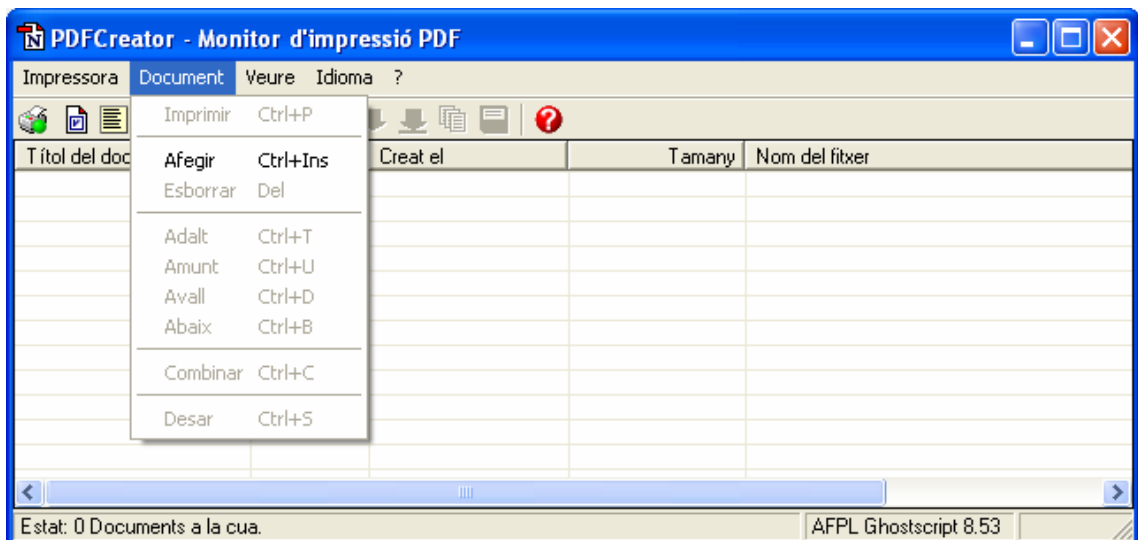 PDFCreator - Monitor d'impressió PDF
Impressora Document Veure Idioma ?
Imprimir Ctrl+P
Títol del doc Creat el Tamany Nom del fitxer
Afegir Ctrl+Ins
Esborrar Del
Adalt Ctrl+T
Amunt Ctrl+U
Avall Ctrl+D
Abaix Ctrl+B
Combinar Ctrl+C
Desar Ctrl+S
Estat: 0 Documents a la cua. AFPL Ghostscript 8.53